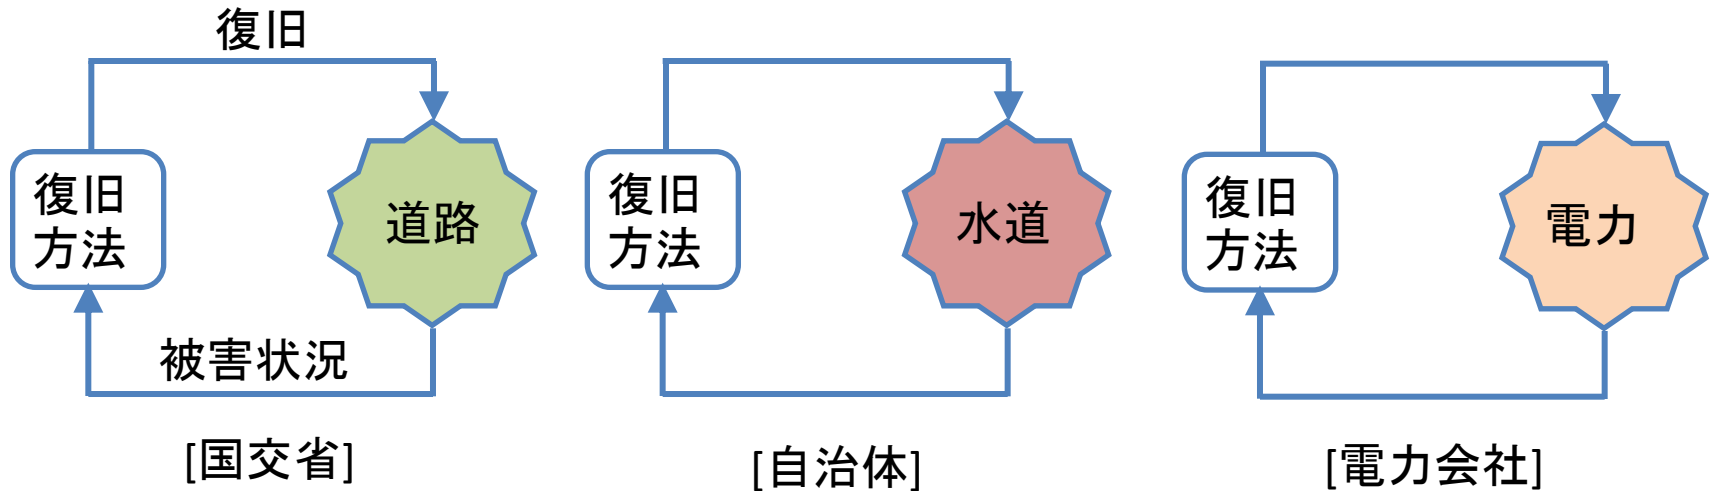 復旧
復旧
方法
道路
被害状況
[国交省]
復旧
方法
水道
[自治体]
復旧
方法
電力
[電力会社]